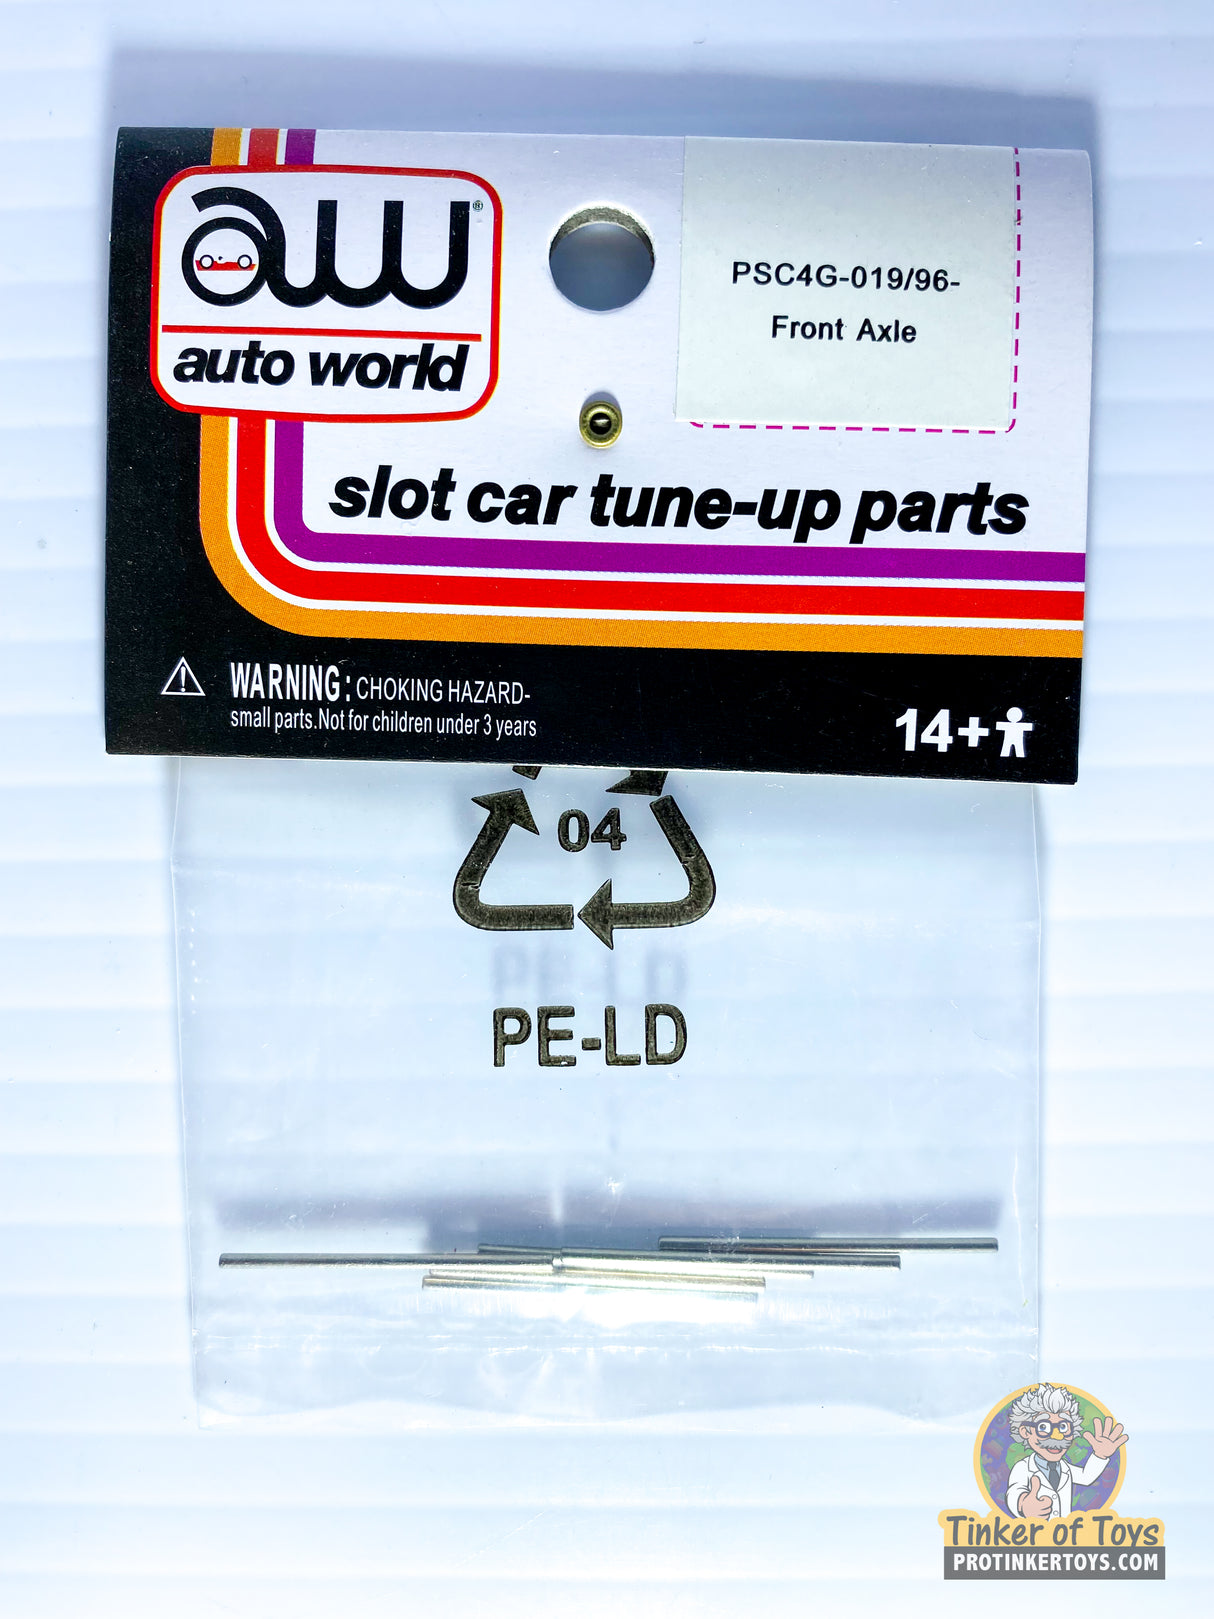 aw®
auto world
PSC4G-019/96-
Front Axle
slot car tune-up parts
WARNING: CHOKING HAZARD-
small parts.Not for children under 3 years
14+
04
PE-LD
Tinker of Toys
PROTINKERTOYS.COM